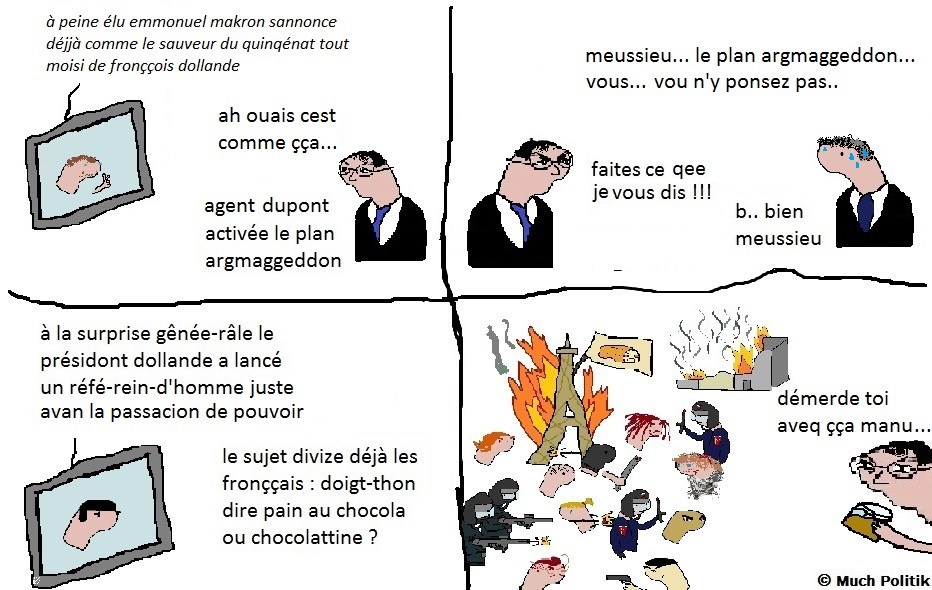 à peine élu emmonuel makron sannonce
déjjà comme le sauveur du quinqénat tout
moisi de fronççois dollande
ah ouais cest
comme çça...
agent dupont
activée le plan
argmaggeddon
meussieu... le plan argmaggeddon...
vous... vou n'y ponsez pas..
faites ce qee
je vous dis !!!
b.. bien
meussieu
à la surprise gênée-râle le
présidont dollande a lancé
un réfé-rein-d'homme juste
avan la passacion de pouvoir
le sujet divize déjà les
fronççais : doigt-thon
dire pain au chocola
ou chocolattine ?
démerde toi
aveq çça manu...
© Much Politik